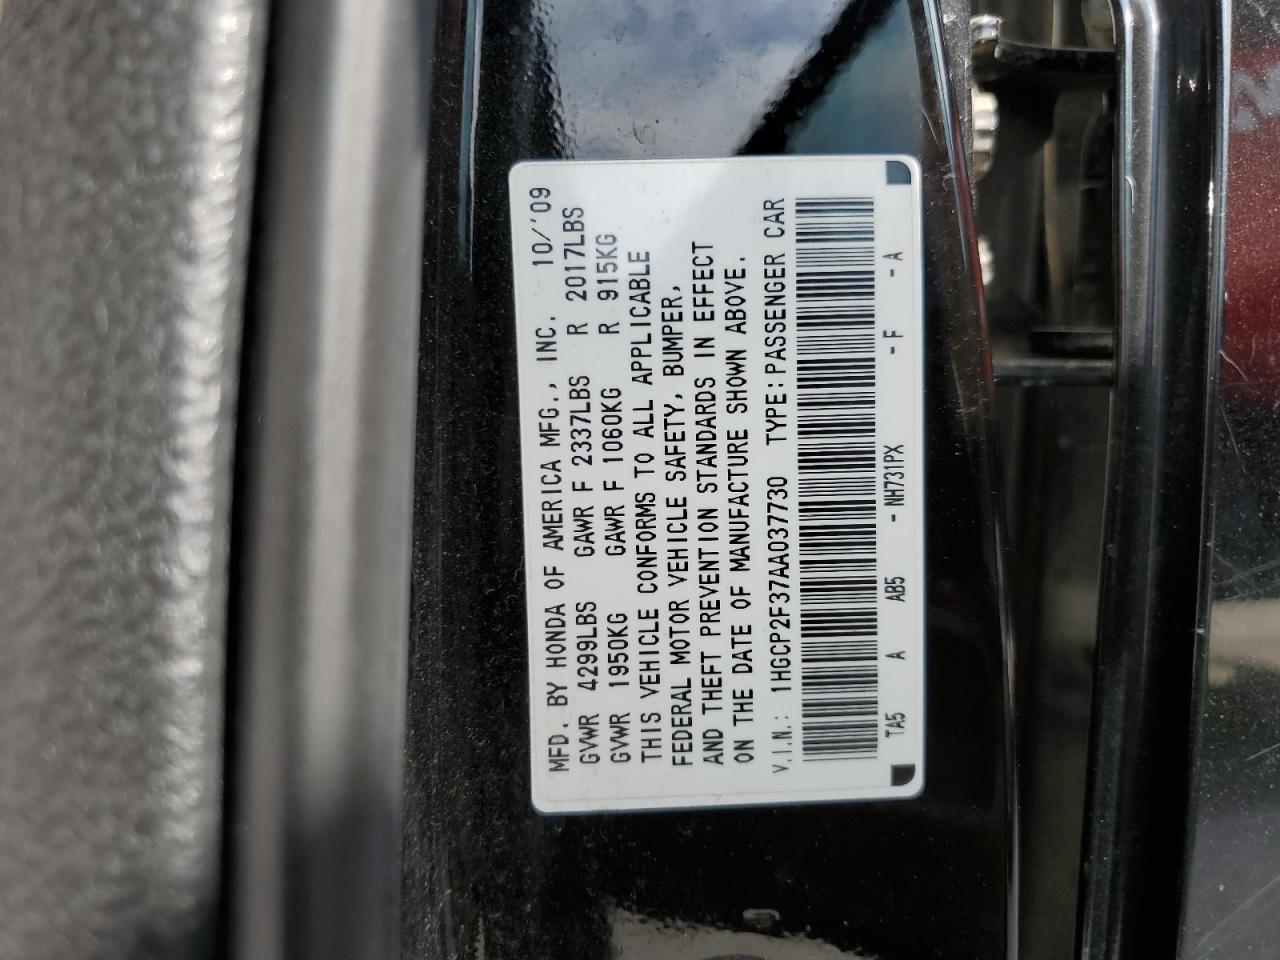 MFD. BY HONDA OF AMERICA MFG., INC. 10/'09
GVWR 4299LBS GAWR F 2337LBS R 2017LBS
GVWR 1950KG GAWR F 1060KG R 915KG
THIS VEHICLE CONFORMS TO ALL APPLICABLE
FEDERAL MOTOR VEHICLE SAFETY, BUMPER,
AND THEFT PREVENTION STANDARDS IN EFFECT
ON THE DATE OF MANUFACTURE SHOWN ABOVE.
V.I.N.: 1HGCP2F37AA037730 TYPE:PASSENGER CAR
TA5 A AB5 - NH731PX - F - A